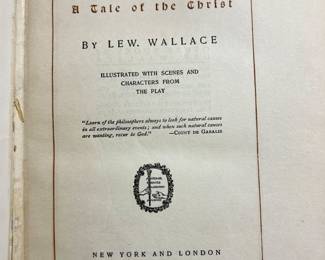 A Tale of the Christ
BY LEW. WALLACE
ILLUSTRATED WITH SCENES AND
CHARACTERS FROM
THE PLAY
"Learn of the philosophers always to look for natural causes
in all extraordinary events; and when such natural causes
are wanting, recur to God." —COUNT DE GABALIS
NEW YORK AND LONDON